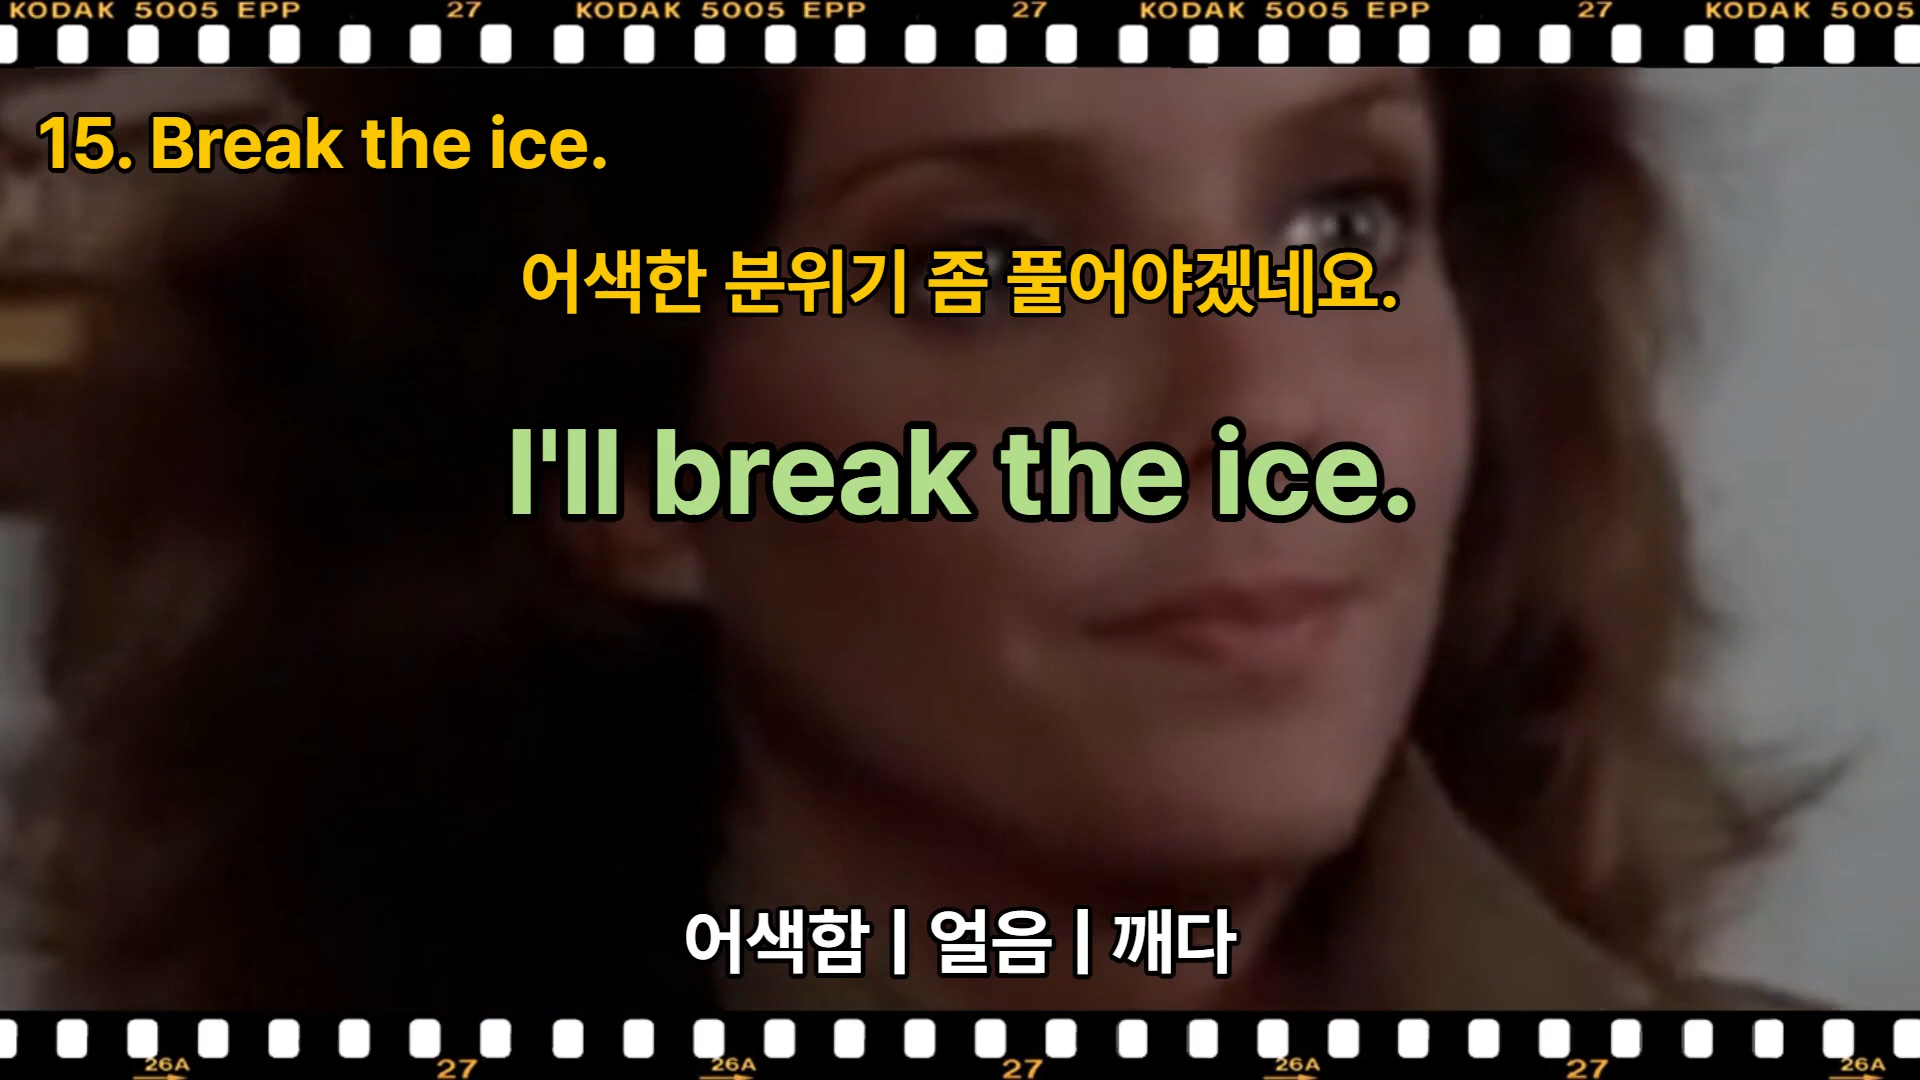 KODAK 5005 EPP 27 KODAK 5005 EPP 27 KODAK 5005 EPP 27 KODAK 5005
15. Break the ice.
어색한 분위기 좀 풀어야겠네요.
I'll break the ice.
어색함 | 얼음 | 깨다
26A 27 26A 27 26A 27 26A